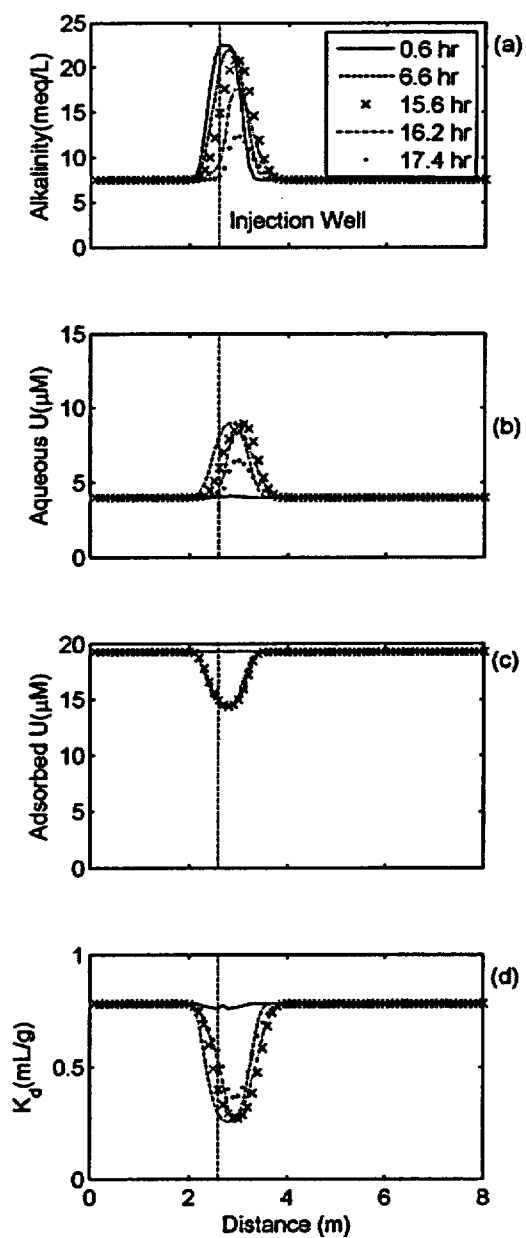 25
20
15
10
5
0
Alkalinity(meq/L)
0.6 hr
6.6 hr
15.6 hr
16.2 hr
17.4 hr
(a)
Injection Well
15
10
5
0
Aqueous U(μM)
(b)
20
15
10
5
0
Adsorbed U(μM)
(c)
1
0.5
0
K_d(mL/g)
(d)
0 2 4 6 8
Distance (m)